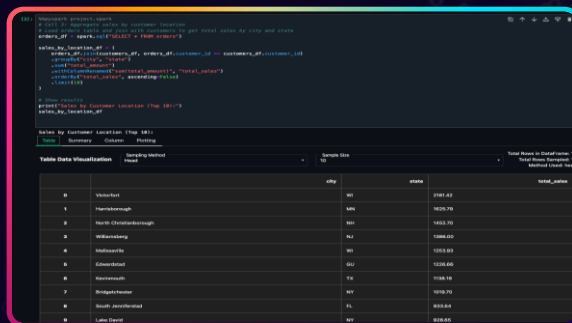 %%pyspark project.spark
# Cell 3: Aggregate sales by customer location
# Load orders table and join with customers to get total sales by city and state
orders_df = spark.sql("SELECT * FROM orders")
sales_by_location_df = (
orders_df.join(customers_df, orders_df.customer_id == customers_df.customer_id)
.groupBy("city", "state")
.sum("total_amount")
.withColumnRenamed("sum(total_amount)", "total_sales")
.orderBy("total_sales", ascending=False)
.limit(10)
)
# Show results
print("Sales by Customer Location (Top 10):")
sales_by_location_df
Sales by Customer Location (Top 10):
Table Summary Column Plotting
Table Data Visualization
Sampling Method
Head
Sample Size
10
Total Rows in DataFrame:
Total Rows Sampled:
Method Used:
city state total_sales
0 Victorfort WI 2181.42
1 Harrisborough MN 1625.79
2 North Christianborough NH 1453.70
3 Williamsberg NJ 1386.00
4 Melissaville WI 1253.93
5 Edwardstad GU 1226.66
6 Kevinmouth TX 1138.18
7 Bridgetchester NY 1019.70
8 South Jenniferstad FL 933.64
9 Lake David NY 928.65